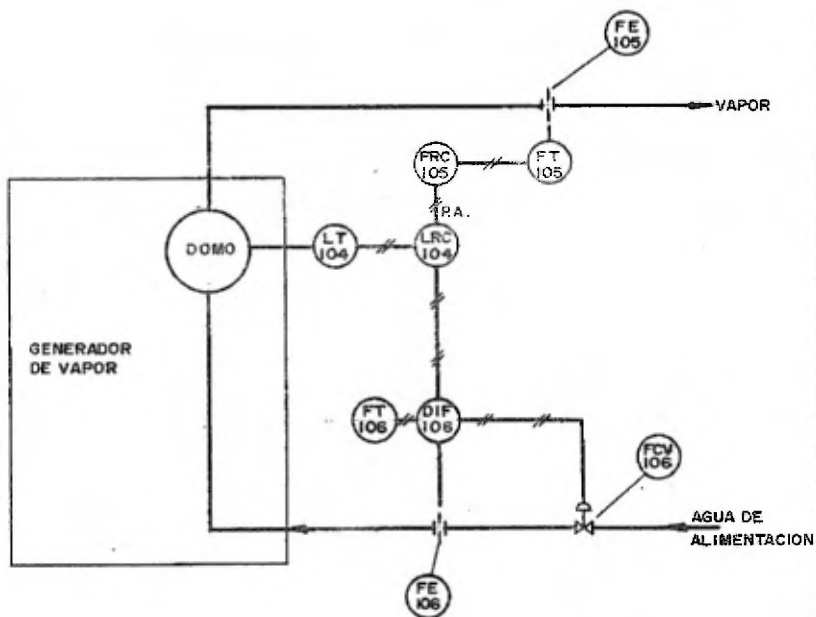 FE
105
VAPOR
FRC
105
FT
105
P.A.
DOMO
LT
104
LRC
104
GENERADOR
DE VAPOR
FT
106
DIF
106
FCV
106
AGUA DE
ALIMENTACION
FE
106